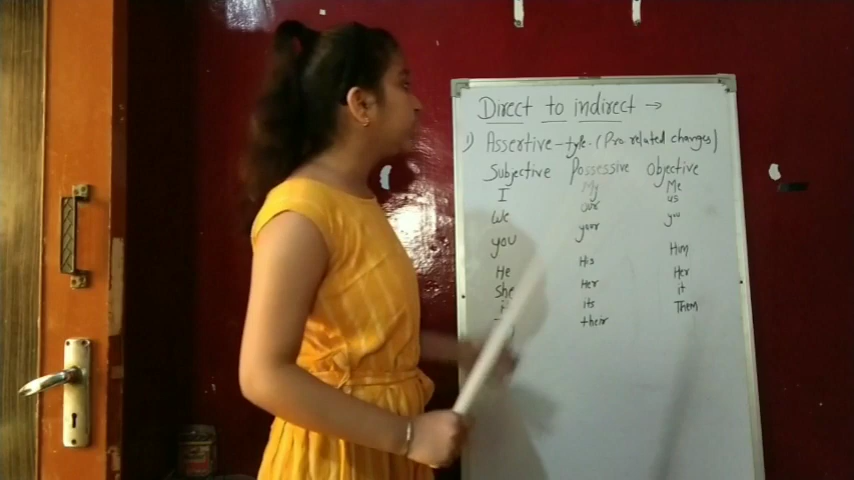 Direct to indirect →
1) Assertive - tyle. (Pro related changes)
Subjective Possessive Objective
I My Me
We our us
you your you
He His Him
She Her Her
its it
their Them